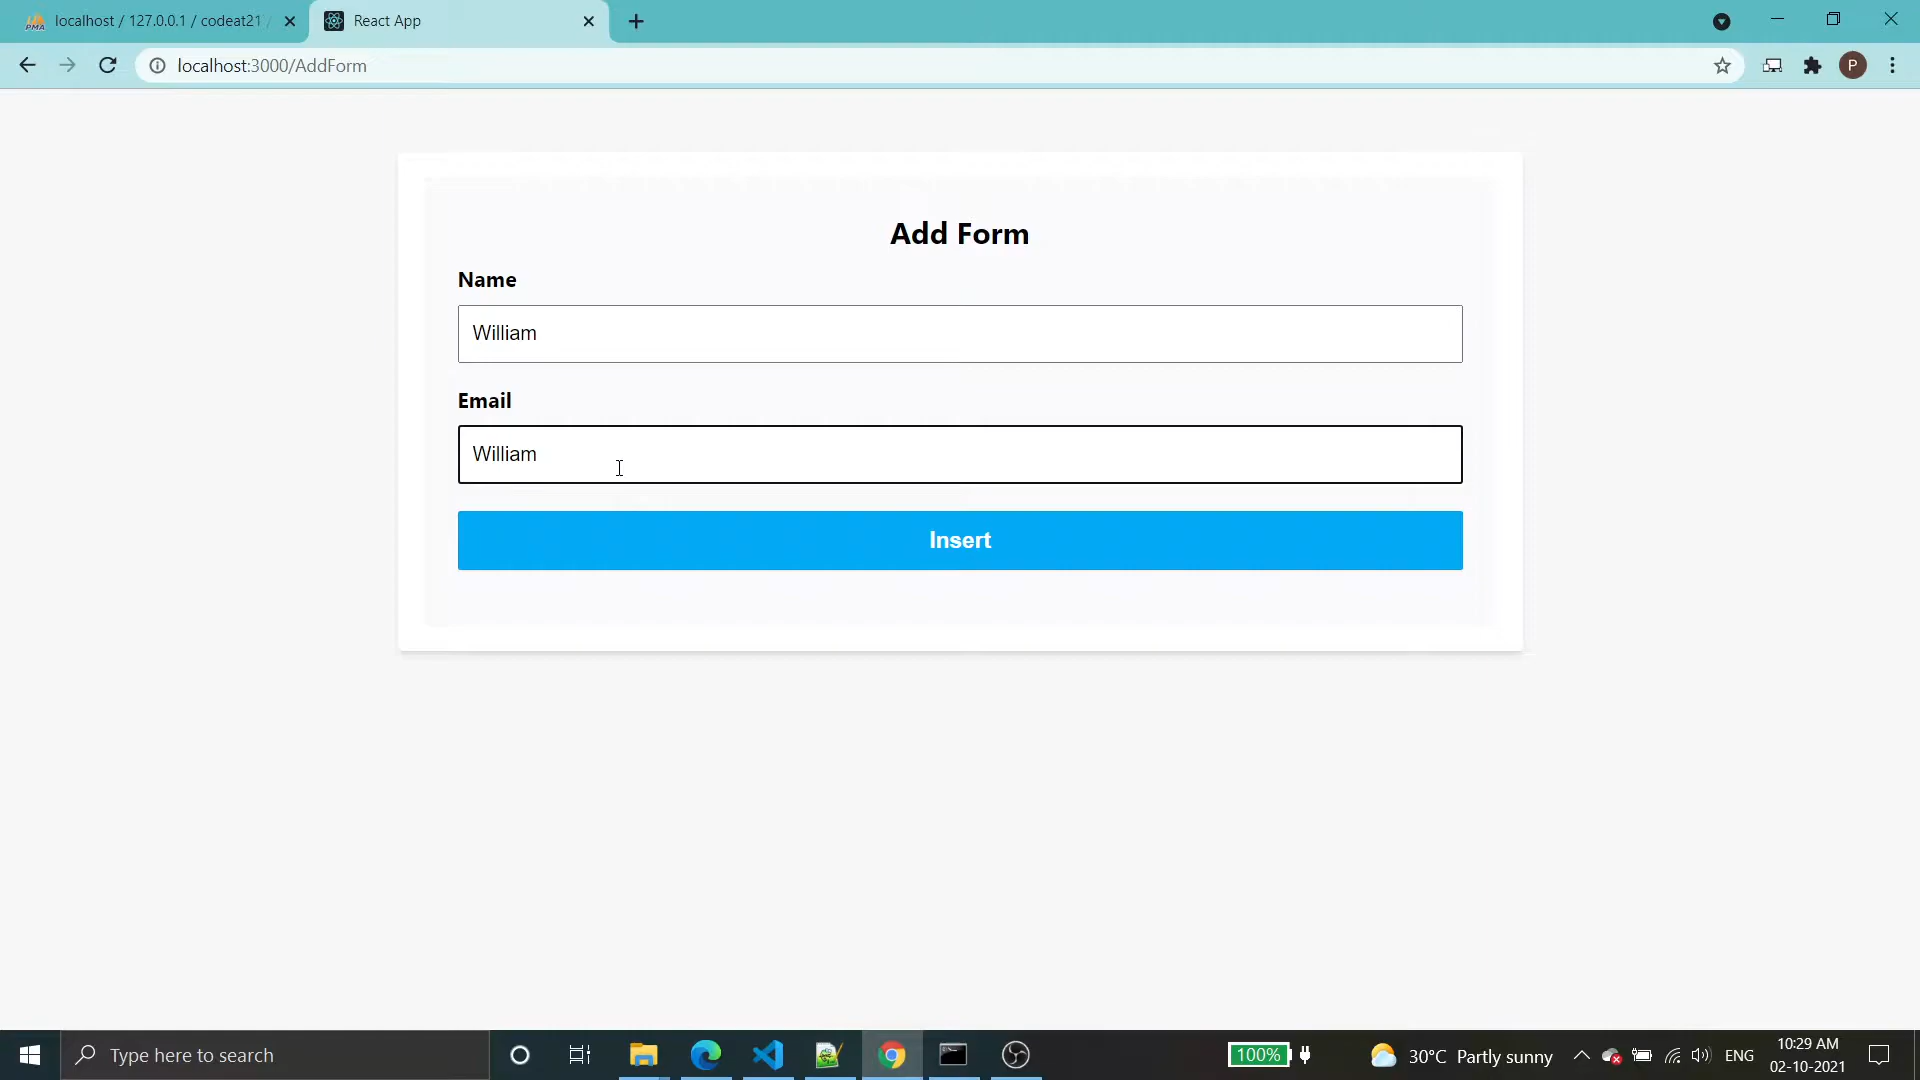 localhost / 127.0.0.1 / codeat21 /
React App
localhost:3000/AddForm
P
Add Form
Name
William
Email
William
Insert
Type here to search
100%
30°C Partly sunny
ENG
10:29 AM
02-10-2021